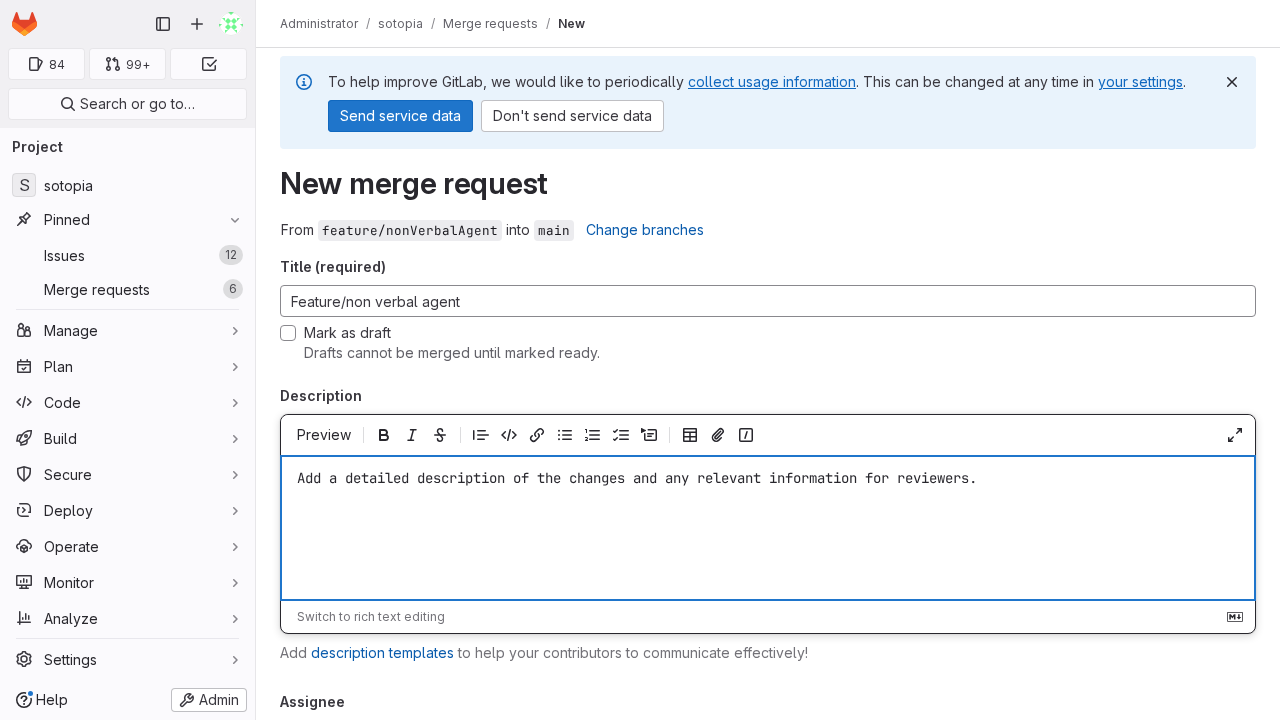 Administrator / sotopia / Merge requests / New
84
99+
Search or go to…
Project
S sotopia
Pinned
Issues 12
Merge requests 6
Manage
Plan
Code
Build
Secure
Deploy
Operate
Monitor
Analyze
Settings
Help
Admin
To help improve GitLab, we would like to periodically collect usage information. This can be changed at any time in your settings.
Send service data
Don't send service data
New merge request
From feature/nonVerbalAgent into main Change branches
Title (required)
Feature/non verbal agent
Mark as draft
Drafts cannot be merged until marked ready.
Description
Preview
Add a detailed description of the changes and any relevant information for reviewers.
Switch to rich text editing
Add description templates to help your contributors to communicate effectively!
Assignee